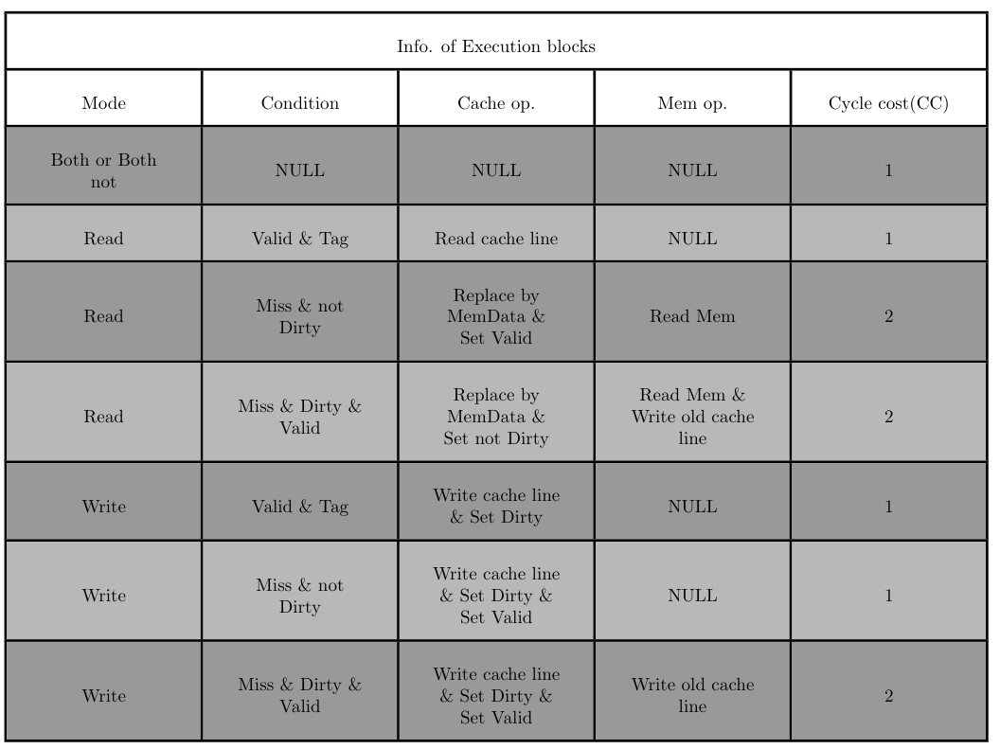 Info. of Execution blocks
Mode Condition Cache op. Mem op. Cycle cost(CC)
Both or Both
not
NULL
NULL
NULL
1
Read
Valid & Tag
Read cache line
NULL
1
Read
Miss & not
Dirty
Replace by
MemData &
Set Valid
Read Mem
2
Read
Miss & Dirty &
Valid
Replace by
MemData &
Set not Dirty
Read Mem &
Write old cache
line
2
Write
Valid & Tag
Write cache line
& Set Dirty
NULL
1
Write
Miss & not
Dirty
Write cache line
& Set Dirty &
Set Valid
NULL
1
Write
Miss & Dirty &
Valid
Write cache line
& Set Dirty &
Set Valid
Write old cache
line
2